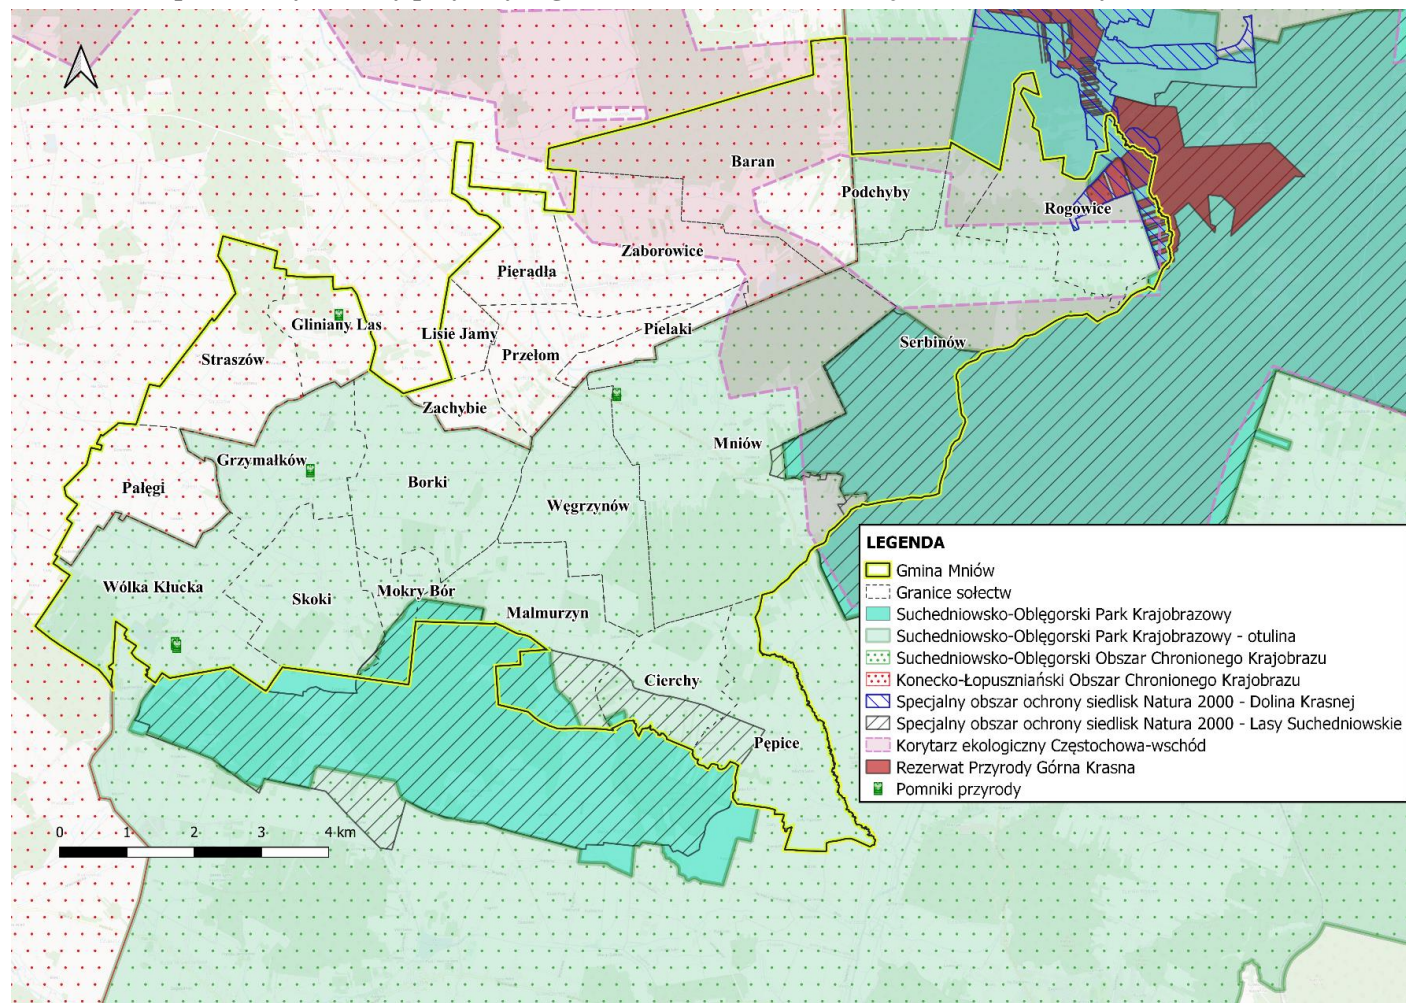 Baran
Podchyby
Rogowice
Zaborowice
Pieradła
Gliniany Las
Lisie Jamy
Pielaki
Straszów
Przełom
Serbinów
Zachybie
Mniów
Grzymałków
Pałęgi
Borki
Węgrzynów
Wólka Kłucka
Skoki
Mokry Bór
Malmurzyn
Cierchy
Pępice
LEGENDA
Gmina Mniów
Granice sołectw
Suchedniowsko-Oblęgorski Park Krajobrazowy
Suchedniowsko-Oblęgorski Park Krajobrazowy - otulina
Suchedniowsko-Oblęgorski Obszar Chronionego Krajobrazu
Konecko-Łopuszniański Obszar Chronionego Krajobrazu
Specjalny obszar ochrony siedlisk Natura 2000 - Dolina Krasnej
Specjalny obszar ochrony siedlisk Natura 2000 - Lasy Suchedniowskie
Korytarz ekologiczny Częstochowa-wschód
Rezerwat Przyrody Górna Krasna
Pomniki przyrody
0 1 2 3 4 km